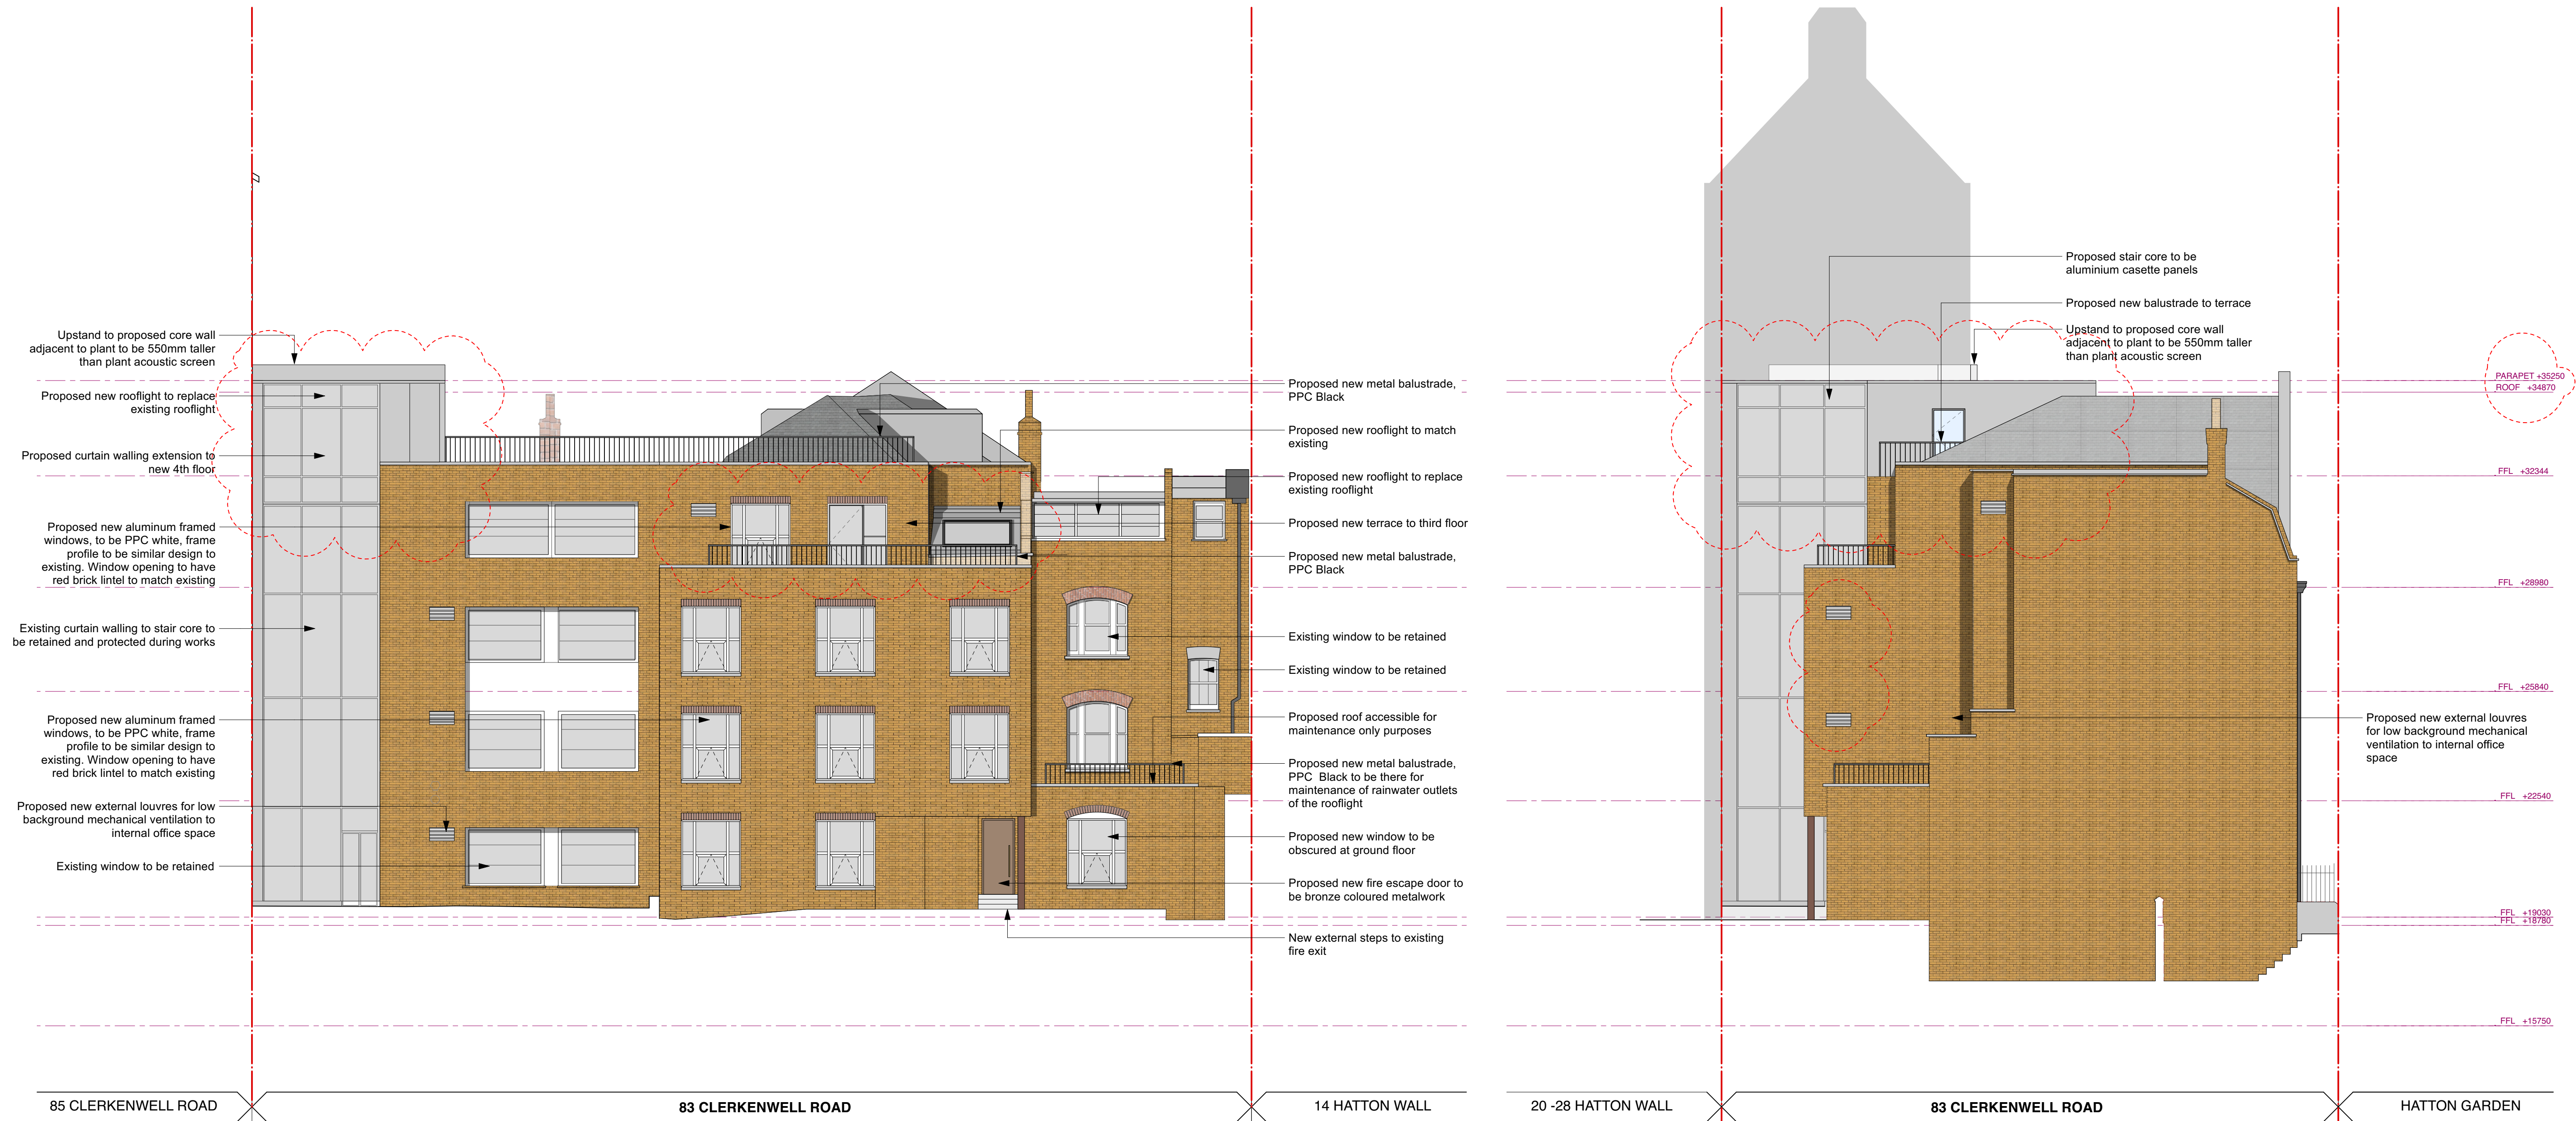 Upstand to proposed core wall
adjacent to plant to be 550mm taller
than plant acoustic screen
Proposed new rooflight to replace
existing rooflight
Proposed curtain walling extension to
new 4th floor
Proposed new aluminum framed
windows, to be PPC white, frame
profile to be similar design to
existing. Window opening to have
red brick lintel to match existing
Existing curtain walling to stair core to
be retained and protected during works
Proposed new aluminum framed
windows, to be PPC white, frame
profile to be similar design to
existing. Window opening to have
red brick lintel to match existing
Proposed new external louvres for low
background mechanical ventilation to
internal office space
Existing window to be retained
Proposed new metal balustrade,
PPC Black
Proposed new rooflight to match
existing
Proposed new rooflight to replace
existing rooflight
Proposed new terrace to third floor
Proposed new metal balustrade,
PPC Black
Existing window to be retained
Existing window to be retained
Proposed roof accessible for
maintenance only purposes
Proposed new metal balustrade,
PPC Black to be there for
maintenance of rainwater outlets
of the rooflight
Proposed new window to be
obscured at ground floor
Proposed new fire escape door to
be bronze coloured metalwork
New external steps to existing
fire exit
Proposed stair core to be
aluminium casette panels
Proposed new balustrade to terrace
Upstand to proposed core wall
adjacent to plant to be 550mm taller
than plant acoustic screen
Proposed new external louvres
for low background mechanical
ventilation to internal office
space
PARAPET +35250
ROOF +34870
FFL +32344
FFL +28980
FFL +25840
FFL +22540
FFL +19030
FFL +18780
FFL +15750
85 CLERKENWELL ROAD
83 CLERKENWELL ROAD
14 HATTON WALL
20 -28 HATTON WALL
83 CLERKENWELL ROAD
HATTON GARDEN